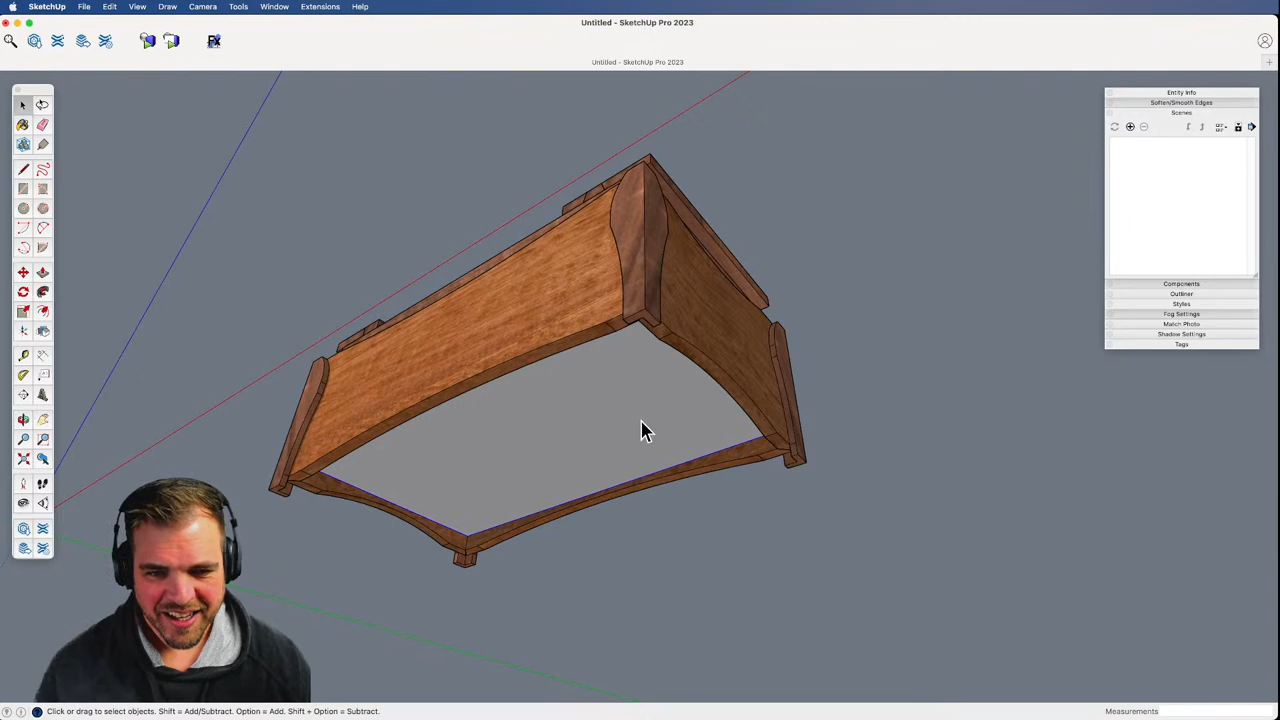 SketchUp File Edit View Draw Camera Tools Window Extensions Help
Untitled - SketchUp Pro 2023
Untitled - SketchUp Pro 2023
Entity Info
Soften/Smooth Edges
Scenes
Components
Outliner
Styles
Fog Settings
Match Photo
Shadow Settings
Tags
Click or drag to select objects. Shift = Add/Subtract. Option = Add. Shift + Option = Subtract.
Measurements